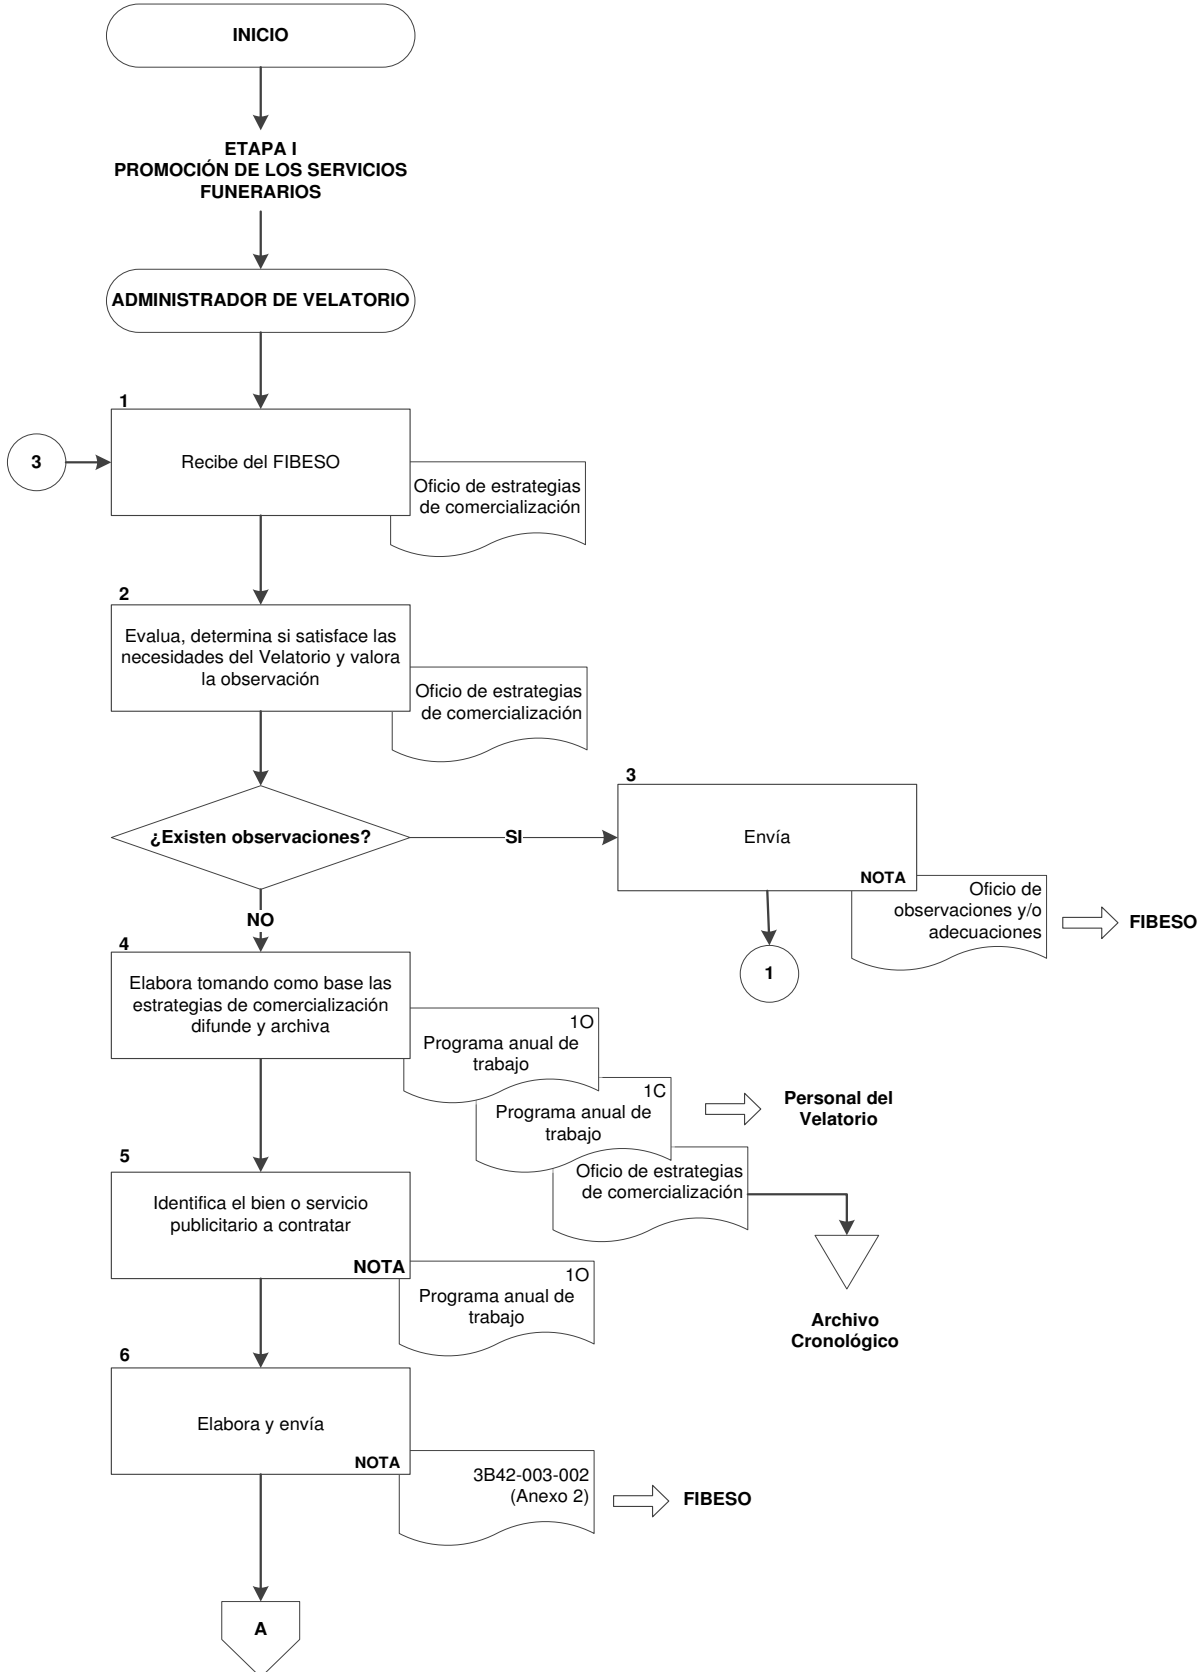 INICIO
ETAPA I
PROMOCIÓN DE LOS SERVICIOS
FUNERARIOS
ADMINISTRADOR DE VELATORIO
1
3
Recibe del FIBESO
Oficio de estrategias
de comercialización
2
Evalua, determina si satisface las
necesidades del Velatorio y valora
la observación
Oficio de estrategias
de comercialización
¿Existen observaciones?
SI
3
Envía
NOTA
Oficio de
observaciones y/o
adecuaciones
FIBESO
1
NO
4
Elabora tomando como base las
estrategias de comercialización
difunde y archiva
1O
Programa anual de
trabajo
1C
Programa anual de
trabajo
Personal del
Velatorio
Oficio de estrategias
de comercialización
Archivo
Cronológico
5
Identifica el bien o servicio
publicitario a contratar
NOTA
1O
Programa anual de
trabajo
6
Elabora y envía
NOTA
3B42-003-002
(Anexo 2)
FIBESO
A